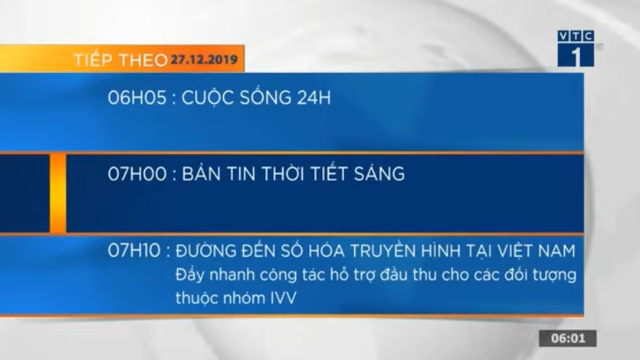 VTC
1
TIẾP THEO 27.12.2019
06H05 : CUỘC SỐNG 24H
07H00 : BẢN TIN THỜI TIẾT SÁNG
07H10 : ĐƯỜNG ĐẾN SỐ HÓA TRUYỀN HÌNH TẠI VIỆT NAM
Đẩy nhanh công tác hỗ trợ đầu thu cho các đối tượng
thuộc nhóm IVV
06:01